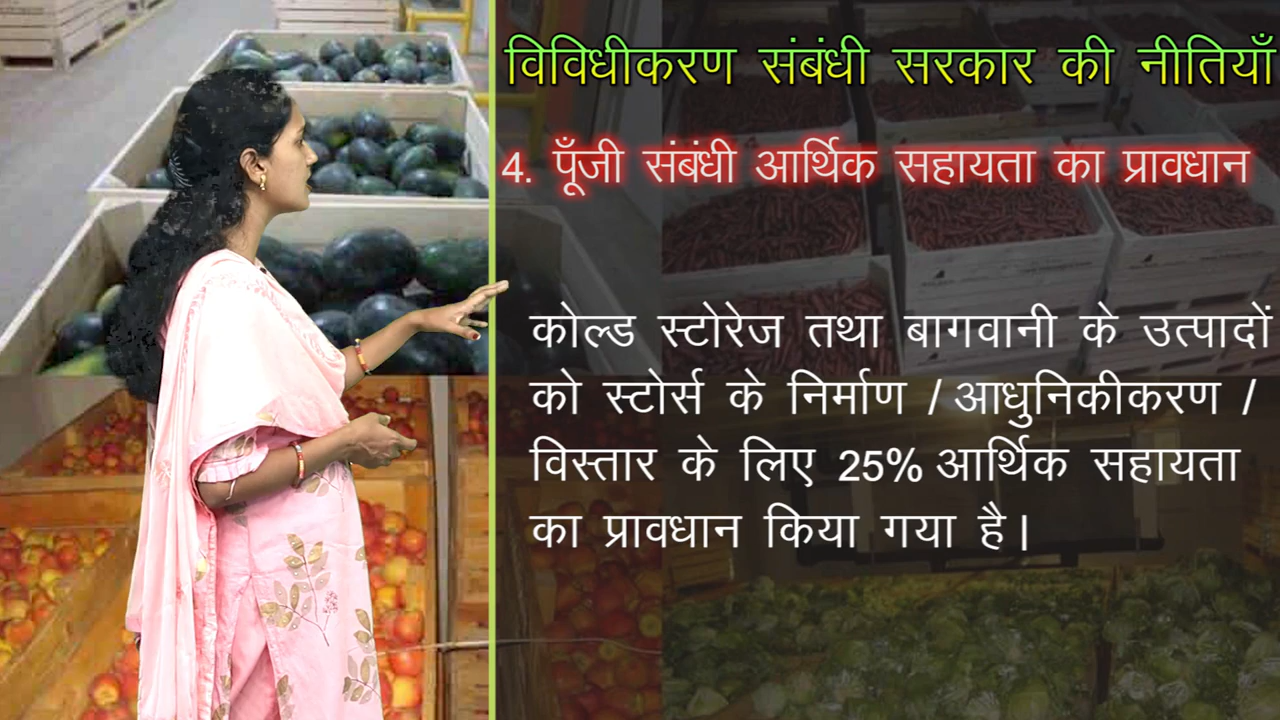 विविधीकरण संबंधी सरकार की नीतियाँ
4. पूँजी संबंधी आर्थिक सहायता का प्रावधान
कोल्ड स्टोरेज तथा बागवानी के उत्पादों
को स्टोर्स के निर्माण / आधुनिकीकरण /
विस्तार के लिए 25% आर्थिक सहायता
का प्रावधान किया गया है।